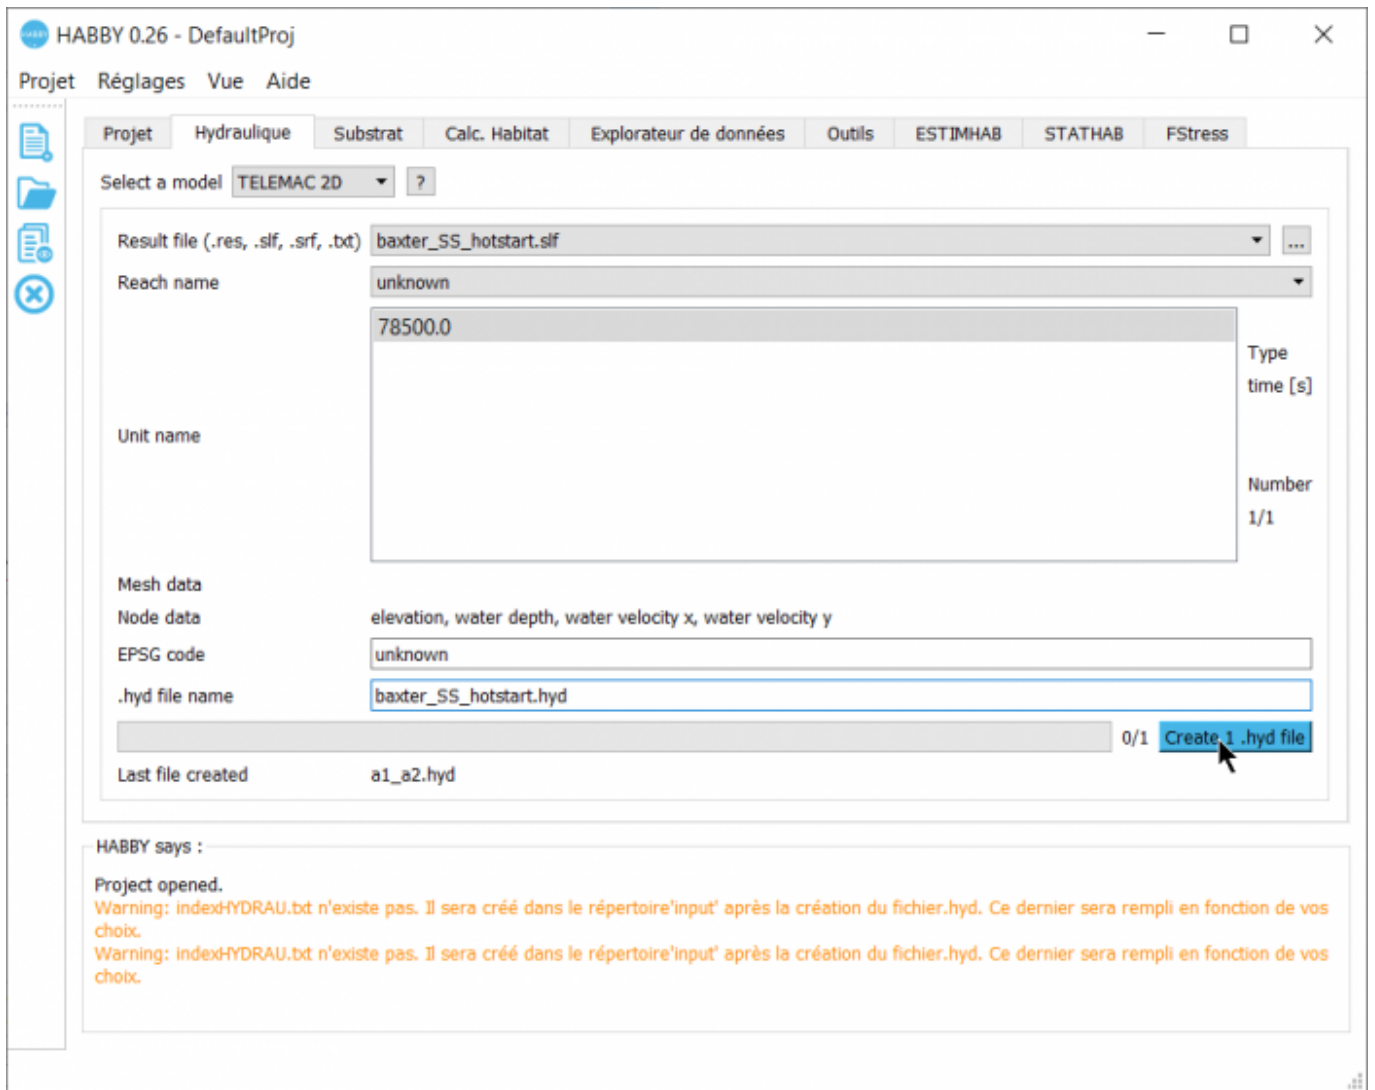 HABBY 0.26 - DefaultProj
Projet Réglages Vue Aide
Projet Hydraulique Substrat Calc. Habitat Explorateur de données Outils ESTIMHAB STATHAB FStress
Select a model TELEMAC 2D ?
Result file (.res, .slf, .srf, .txt) baxter_SS_hotstart.slf ...
Reach name unknown
78500.0
Type
time [s]
Unit name
Number
1/1
Mesh data
Node data elevation, water depth, water velocity x, water velocity y
EPSG code unknown
.hyd file name baxter_SS_hotstart.hyd
0/1 Create 1 .hyd file
Last file created a1_a2.hyd
HABBY says :
Project opened.
Warning: indexHYDRAU.txt n'existe pas. Il sera créé dans le répertoire'input' après la création du fichier.hyd. Ce dernier sera rempli en fonction de vos
choix.
Warning: indexHYDRAU.txt n'existe pas. Il sera créé dans le répertoire'input' après la création du fichier.hyd. Ce dernier sera rempli en fonction de vos
choix.